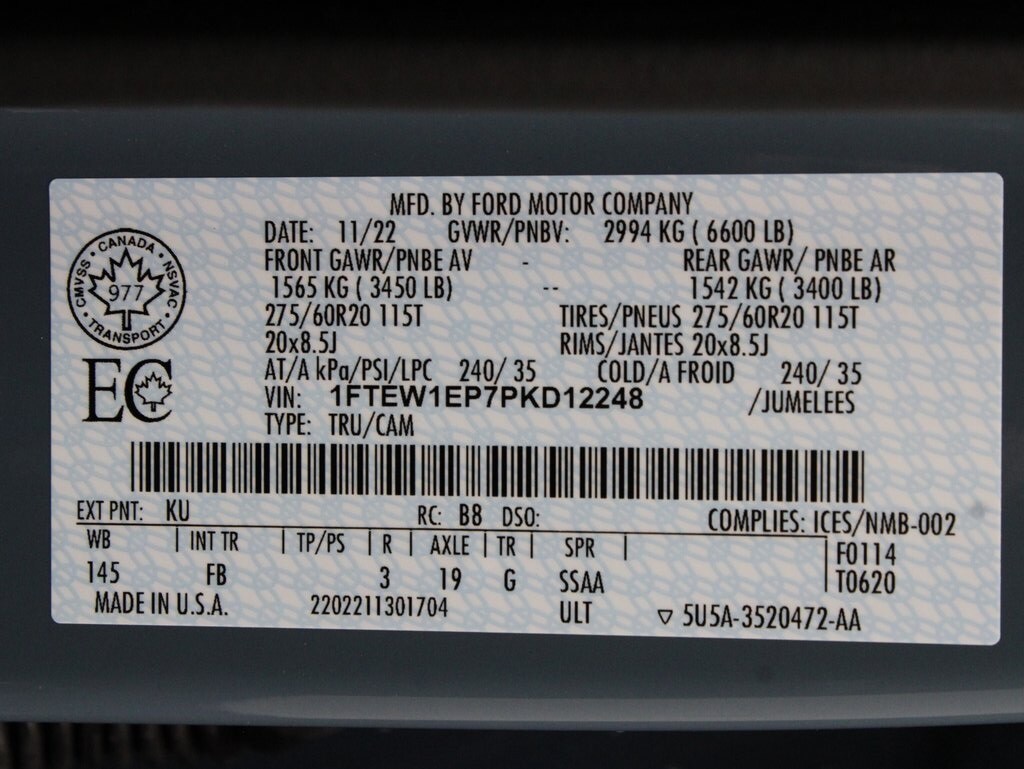 MFD. BY FORD MOTOR COMPANY
DATE: 11/22 GVWR/PNBV: 2994 KG ( 6600 LB)
FRONT GAWR/PNBE AV - REAR GAWR/ PNBE AR
1565 KG ( 3450 LB) -- 1542 KG ( 3400 LB)
275/60R20 115T TIRES/PNEUS 275/60R20 115T
20x8.5J RIMS/JANTES 20x8.5J
AT/A kPa/PSI/LPC 240/ 35 COLD/A FROID 240/ 35
VIN: 1FTEW1EP7PKD12248 /JUMELEES
TYPE: TRU/CAM
CANADA
CMVSS
NSVAC
977
TRANSPORT
EC
EXT PNT: KU RC: B8 DSO: COMPLIES: ICES/NMB-002
WB INT TR TP/PS R AXLE TR SPR F0114
145 FB 3 19 G SSAA T0620
MADE IN U.S.A. 2202211301704 ULT ▽ 5U5A-3520472-AA